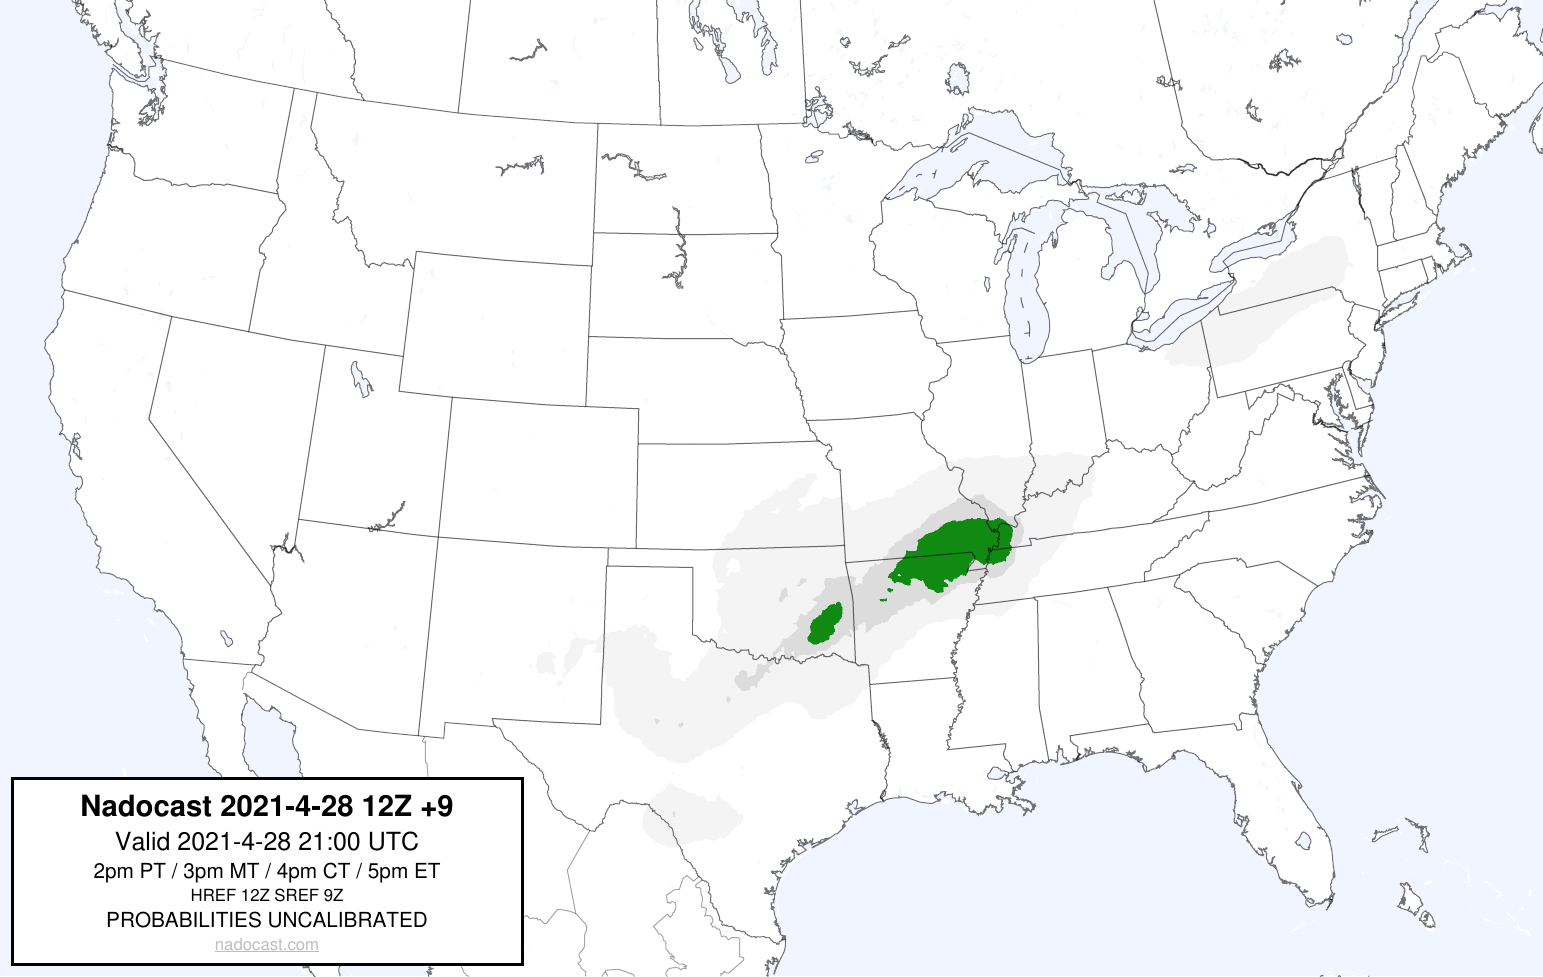 Nadocast 2021-4-28 12Z +9
Valid 2021-4-28 21:00 UTC
2pm PT / 3pm MT / 4pm CT / 5pm ET
HREF 12Z SREF 9Z
PROBABILITIES UNCALIBRATED
nadocast.com